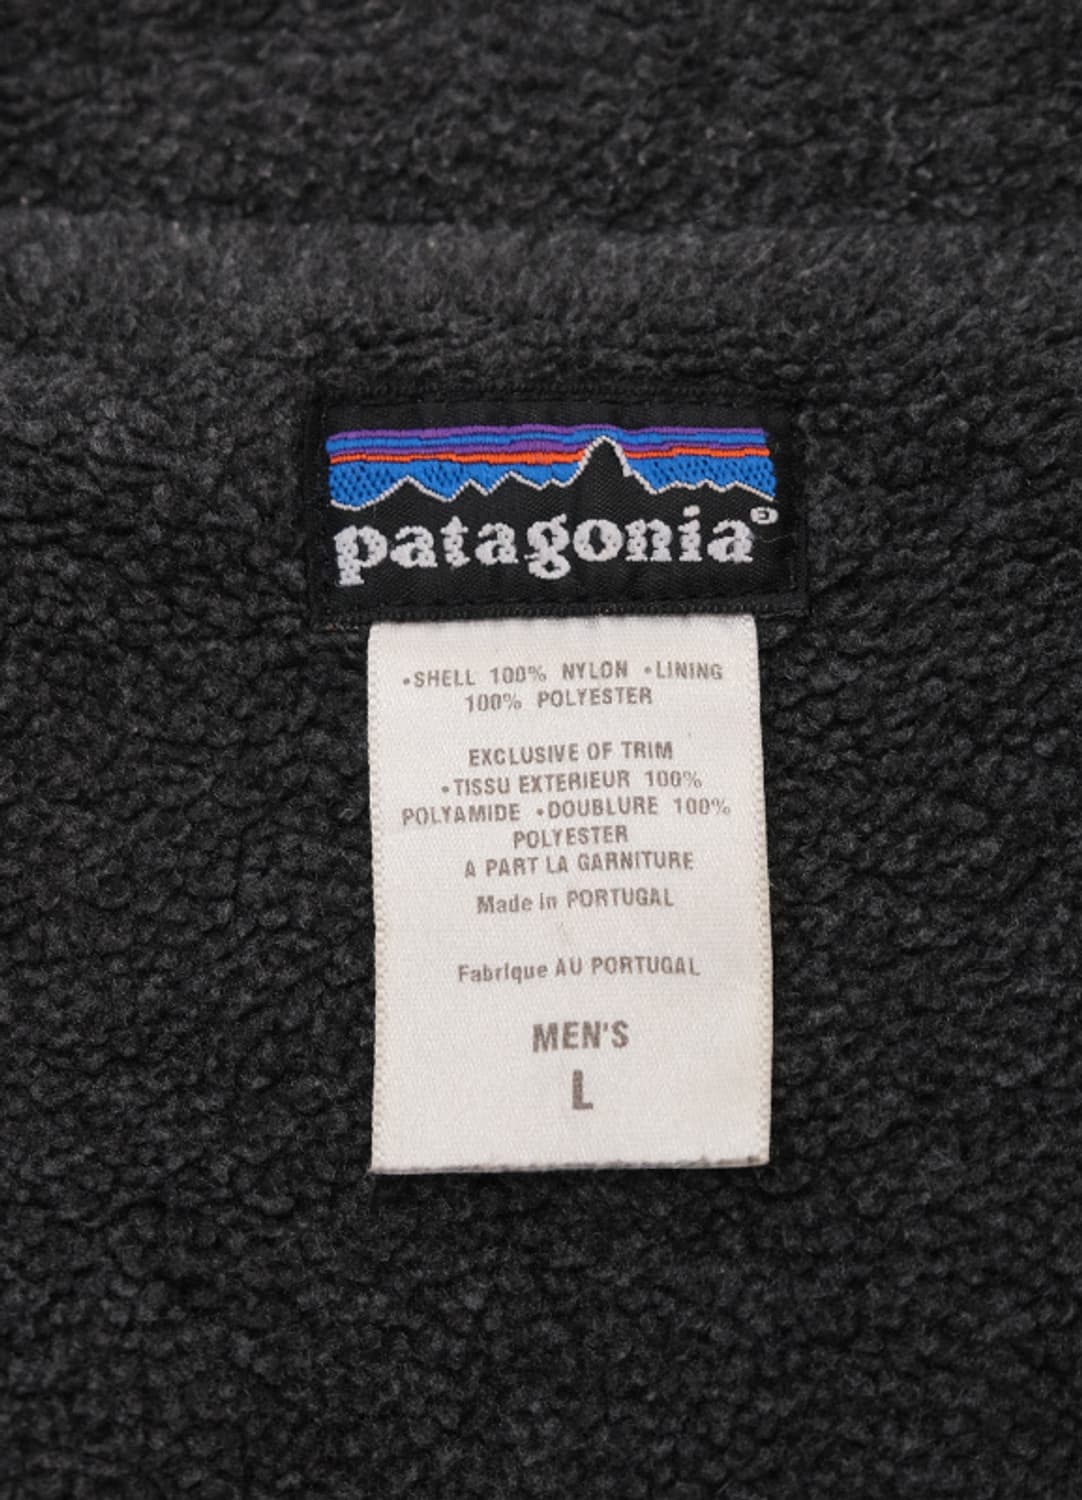 patagonia®
•SHELL 100% NYLON •LINING
100% POLYESTER
EXCLUSIVE OF TRIM
•TISSU EXTERIEUR 100%
POLYAMIDE •DOUBLURE 100%
POLYESTER
A PART LA GARNITURE
Made in PORTUGAL
Fabrique AU PORTUGAL
MEN'S
L